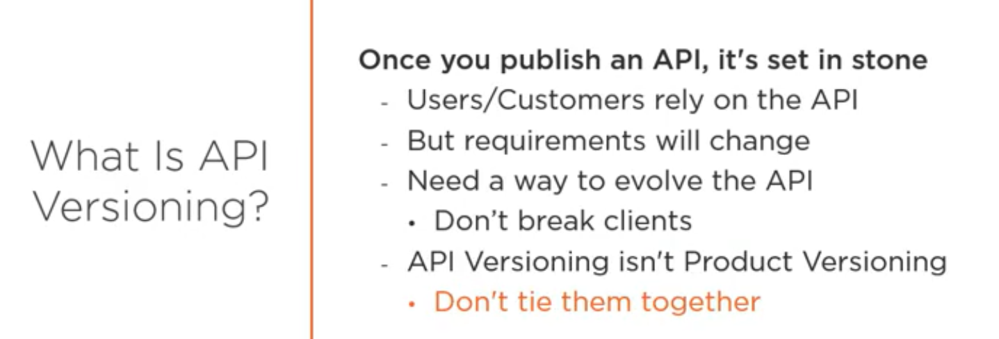 What Is API
Versioning?
Once you publish an API, it's set in stone
- Users/Customers rely on the API
- But requirements will change
- Need a way to evolve the API
• Don’t break clients
- API Versioning isn't Product Versioning
• Don't tie them together